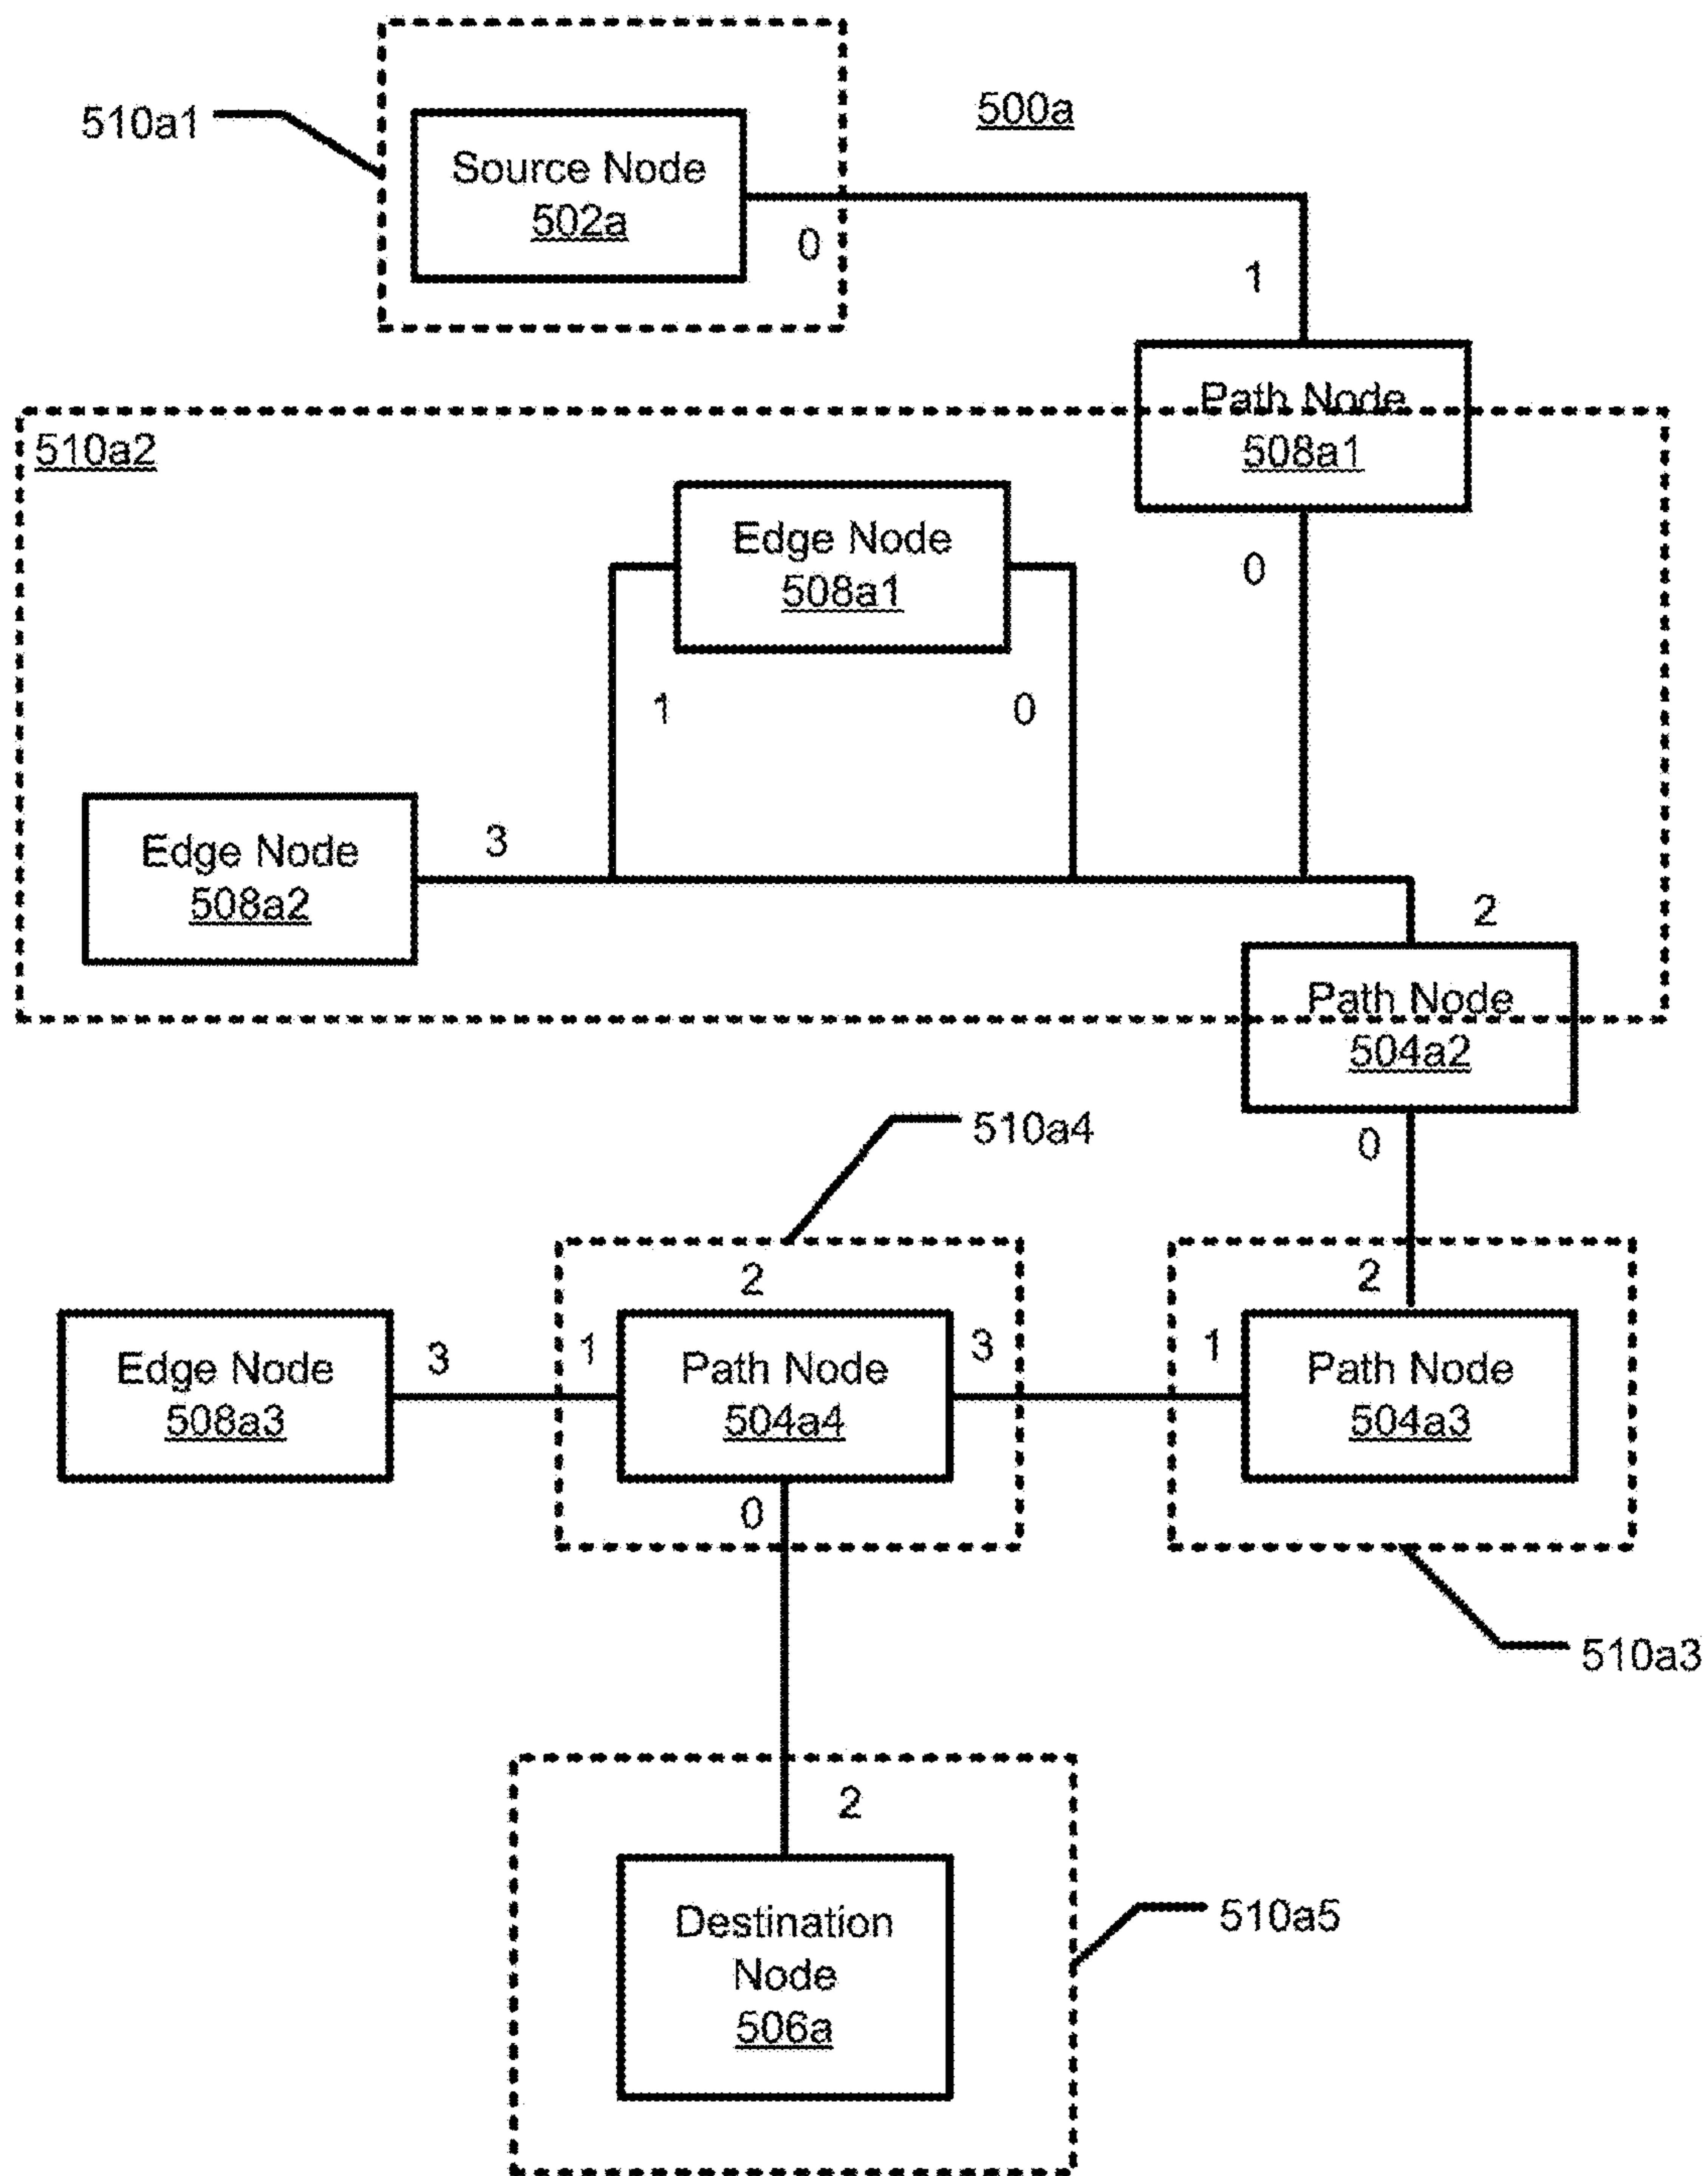 500a
510a1
Source Node
502a
0
1
Path Node
508a1
510a2
Edge Node
508a1
0
1
0
Edge Node
508a2
3
2
Path Node
504a2
0
510a4
2
2
Edge Node
508a3
3
1
Path Node
504a4
3
1
Path Node
504a3
0
510a3
2
Destination
Node
506a
510a5